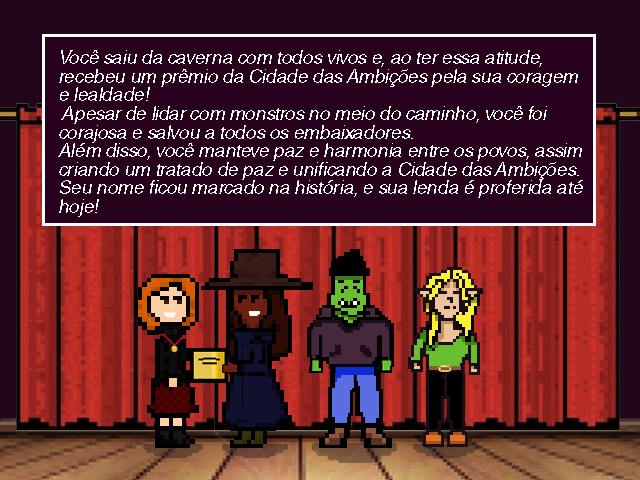 Você saiu da caverna com todos vivos e, ao ter essa atitude,
recebeu um prêmio da Cidade das Ambições pela sua coragem
e lealdade!
Apesar de lidar com monstros no meio do caminho, você foi
corajosa e salvou a todos os embaixadores.
Além disso, você manteve paz e harmonia entre os povos, assim
criando um tratado de paz e unificando a Cidade das Ambições.
Seu nome ficou marcado na história, e sua lenda é proferida até
hoje!